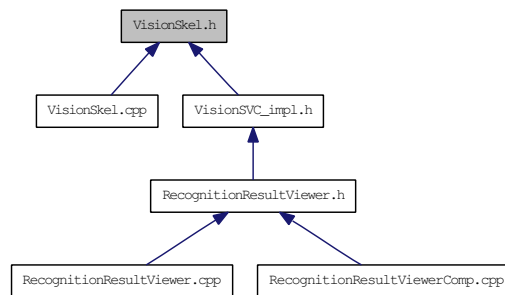 VisionSkel.h
VisionSkel.cpp
VisionSVC_impl.h
RecognitionResultViewer.h
RecognitionResultViewer.cpp
RecognitionResultViewerComp.cpp